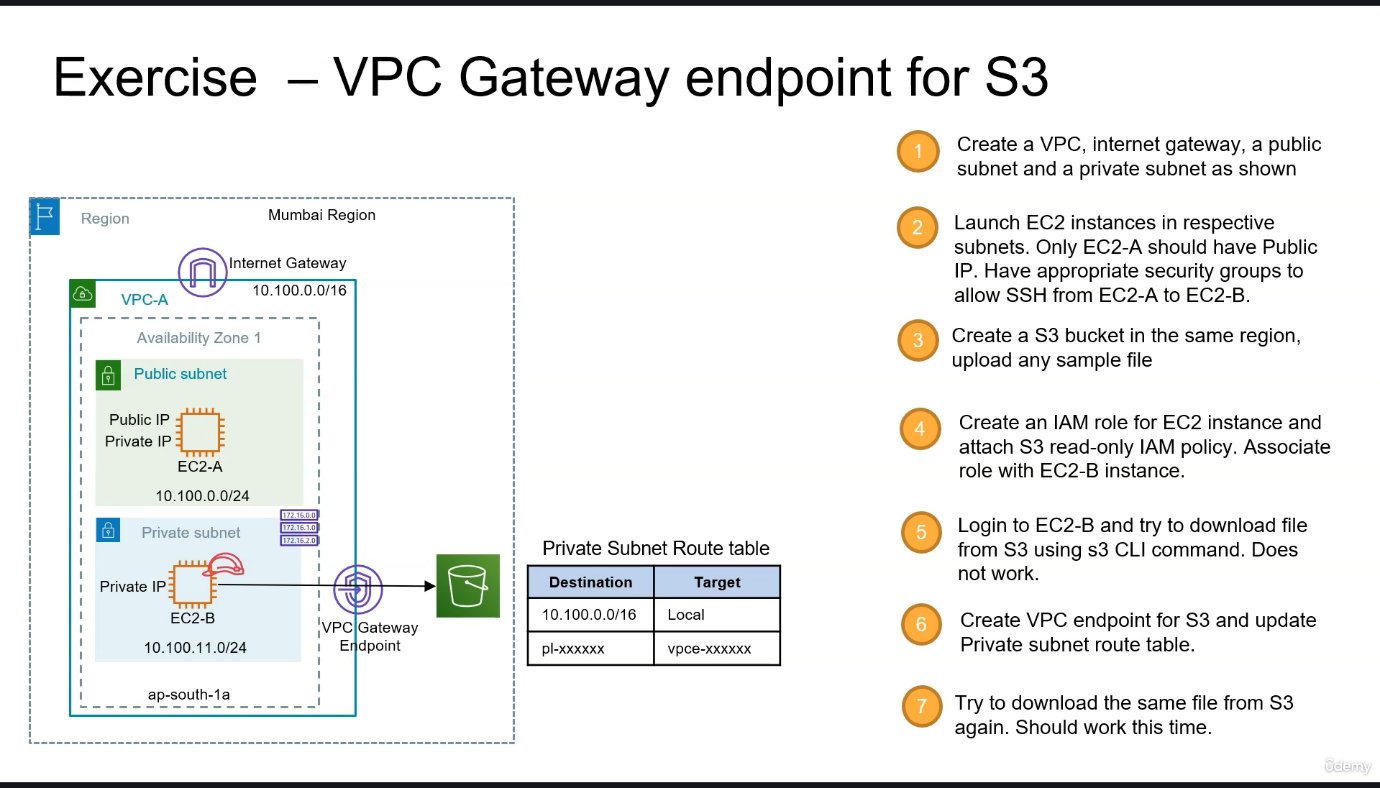 Exercise – VPC Gateway endpoint for S3
Region
Mumbai Region
Internet Gateway
10.100.0.0/16
VPC-A
Availability Zone 1
Public subnet
Public IP
Private IP
EC2-A
10.100.0.0/24
172.16.0.0
172.16.1.0
172.16.2.0
Private subnet
Private IP
EC2-B
10.100.11.0/24
VPC Gateway
Endpoint
ap-south-1a
Private Subnet Route table
Destination Target
10.100.0.0/16 Local
pl-xxxxxx vpce-xxxxxx
1 Create a VPC, internet gateway, a public
subnet and a private subnet as shown
2 Launch EC2 instances in respective
subnets. Only EC2-A should have Public
IP. Have appropriate security groups to
allow SSH from EC2-A to EC2-B.
3 Create a S3 bucket in the same region,
upload any sample file
4 Create an IAM role for EC2 instance and
attach S3 read-only IAM policy. Associate
role with EC2-B instance.
5 Login to EC2-B and try to download file
from S3 using s3 CLI command. Does
not work.
6 Create VPC endpoint for S3 and update
Private subnet route table.
7 Try to download the same file from S3
again. Should work this time.
ûdemy